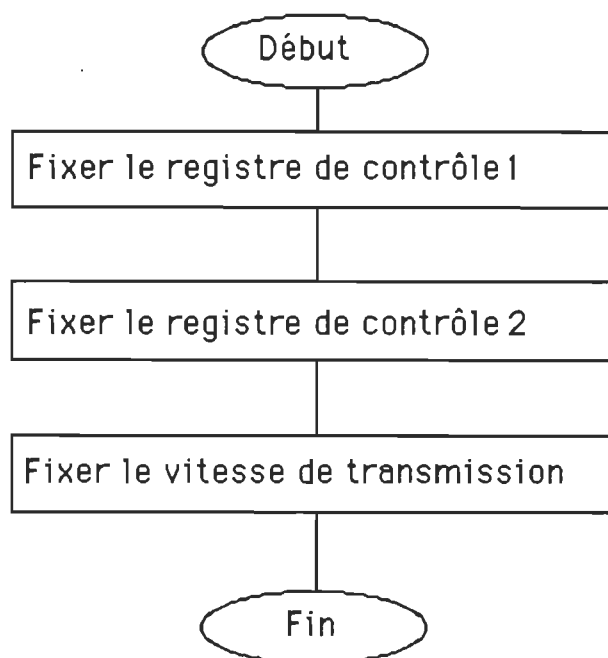 Début
Fixer le registre de contrôle 1
Fixer le registre de contrôle 2
Fixer le vitesse de transmission
Fin